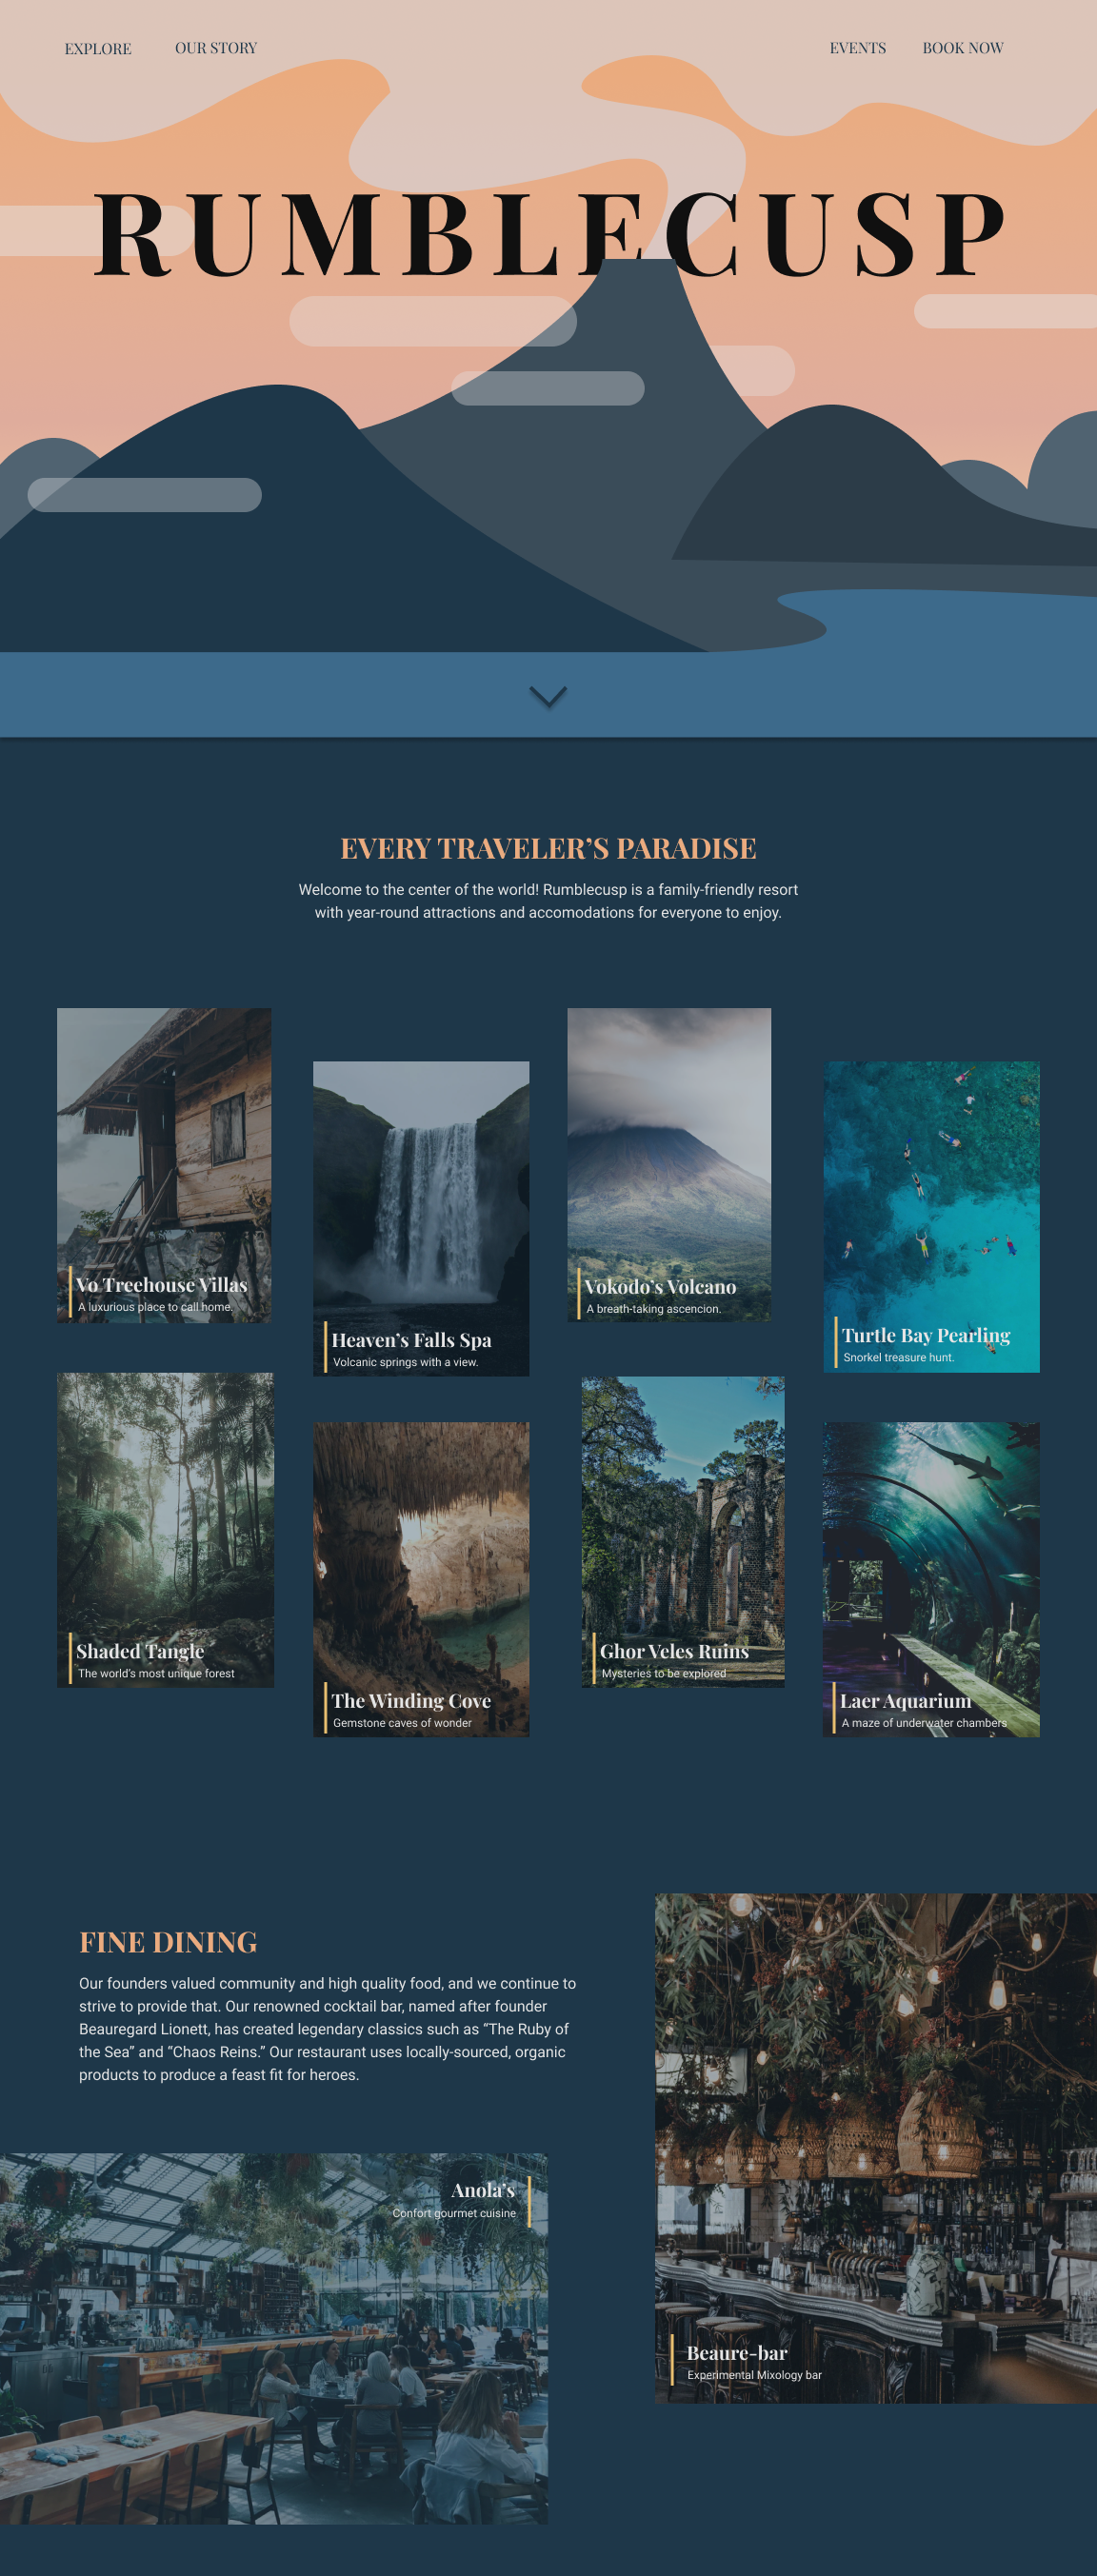 EXPLORE
OUR STORY
EVENTS
BOOK NOW
RUMBLECUSP
EVERY TRAVELER’S PARADISE
Welcome to the center of the world! Rumblecusp is a family-friendly resort
with year-round attractions and accomodations for everyone to enjoy.
Vo Treehouse Villas
A luxurious place to call home.
Heaven’s Falls Spa
Volcanic springs with a view.
Vokodo’s Volcano
A breath-taking ascencion.
Turtle Bay Pearling
Snorkel treasure hunt.
Shaded Tangle
The world’s most unique forest
The Winding Cove
Gemstone caves of wonder
Ghor Veles Ruins
Mysteries to be explored
Laer Aquarium
A maze of underwater chambers
FINE DINING
Our founders valued community and high quality food, and we continue to
strive to provide that. Our renowned cocktail bar, named after founder
Beauregard Lionett, has created legendary classics such as “The Ruby of
the Sea” and “Chaos Reins.” Our restaurant uses locally-sourced, organic
products to produce a feast fit for heroes.
Anola’s
Confort gourmet cuisine
Beaure-bar
Experimental Mixology bar